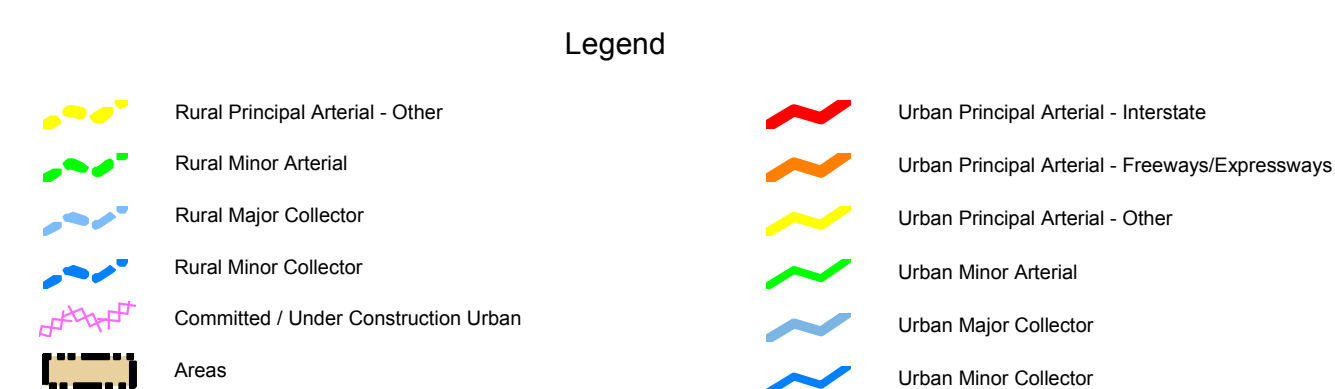 Legend
Rural Principal Arterial - Other
Rural Minor Arterial
Rural Major Collector
Rural Minor Collector
Committed / Under Construction Urban
Areas
Urban Principal Arterial - Interstate
Urban Principal Arterial - Freeways/Expressways
Urban Principal Arterial - Other
Urban Minor Arterial
Urban Major Collector
Urban Minor Collector